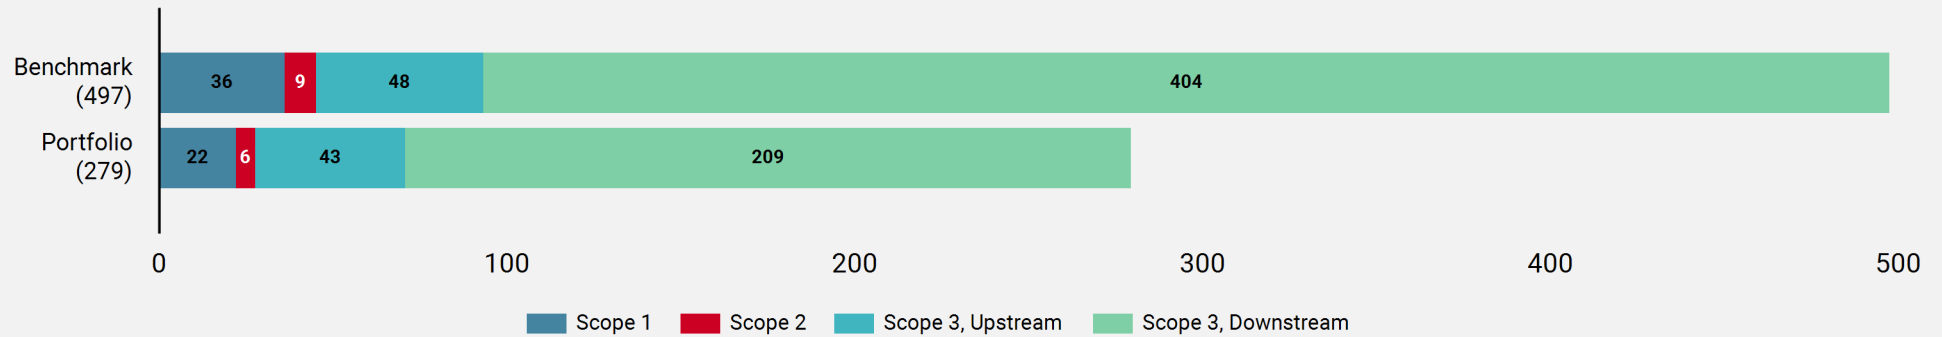 Benchmark
(497)
36 9 48 404
Portfolio
(279)
22 6 43 209
0 100 200 300 400 500
Scope 1 Scope 2 Scope 3, Upstream Scope 3, Downstream